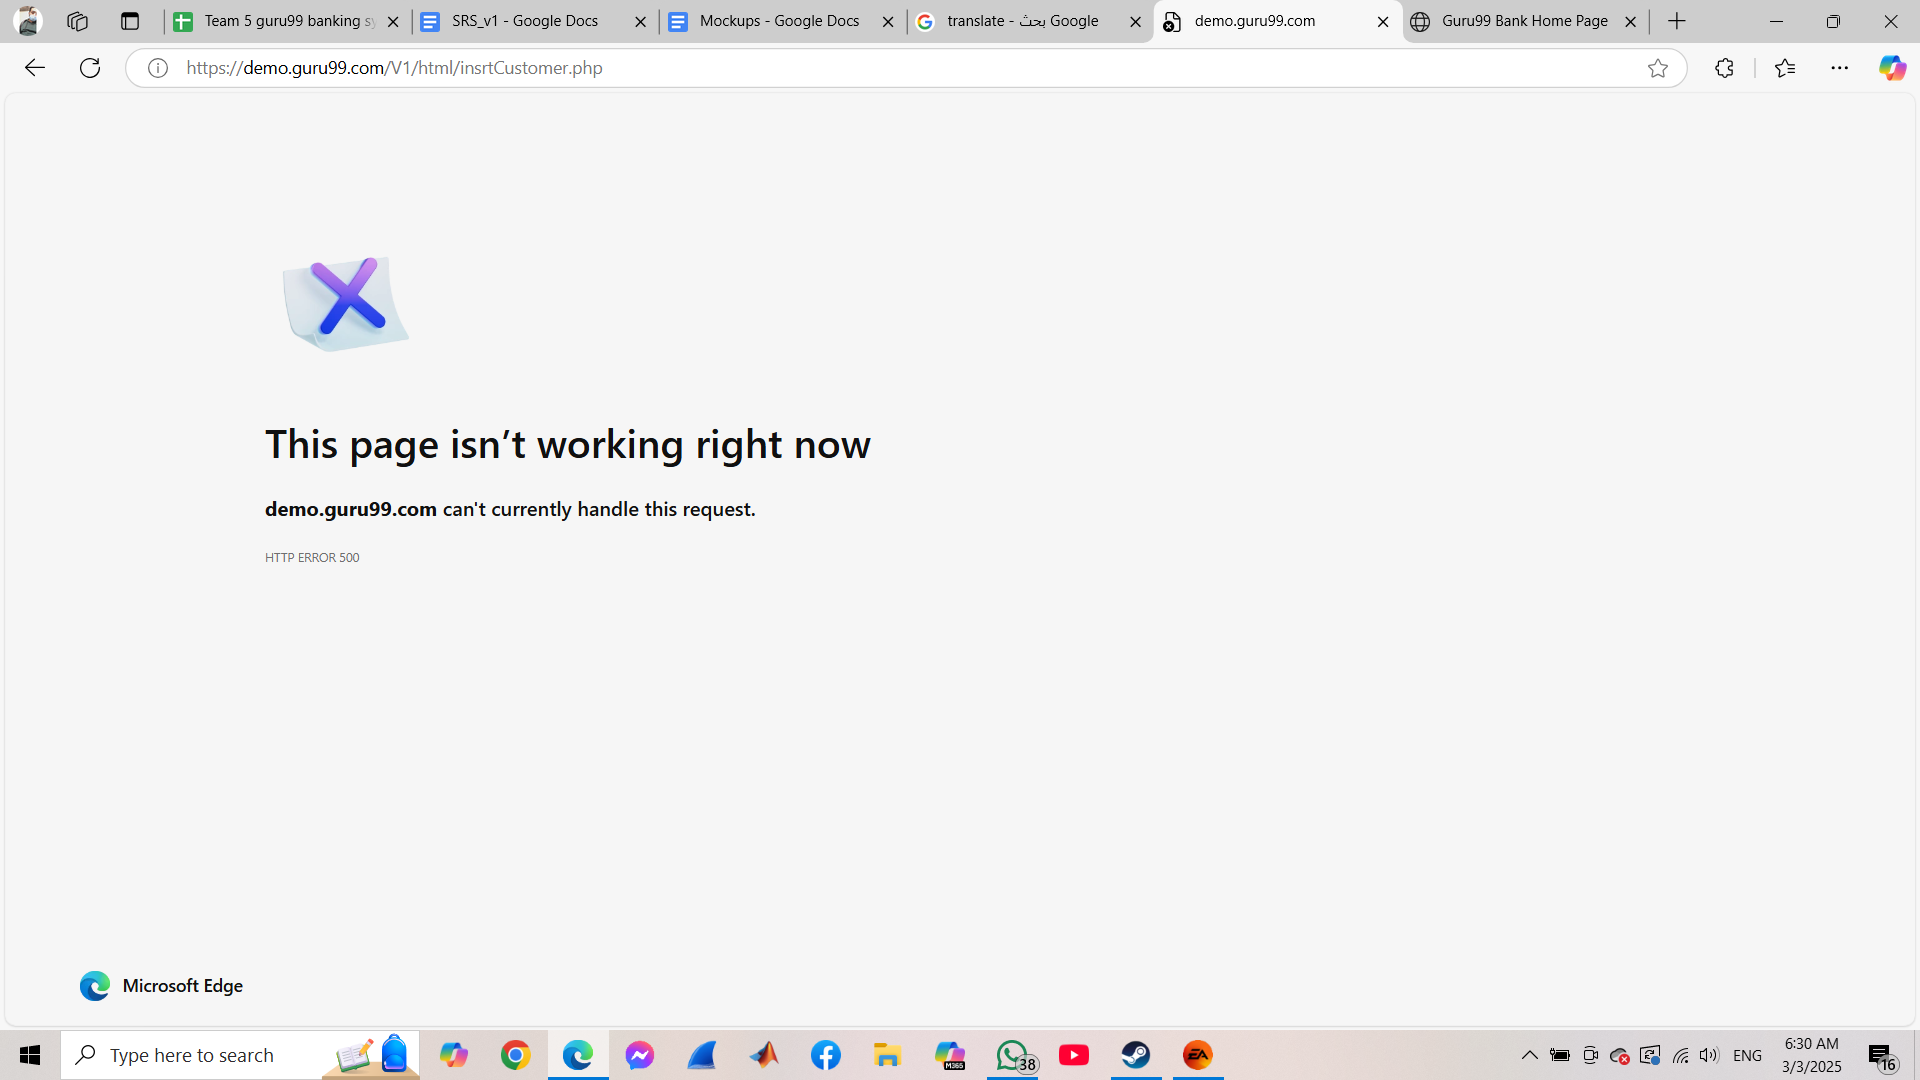 Team 5 guru99 banking sy
SRS_v1 - Google Docs
Mockups - Google Docs
translate - بحث Google
demo.guru99.com
Guru99 Bank Home Page
https://demo.guru99.com/V1/html/insrtCustomer.php
This page isn’t working right now
demo.guru99.com can't currently handle this request.
HTTP ERROR 500
Microsoft Edge
Type here to search
M365
38
EA
ENG
6:30 AM
3/3/2025
16